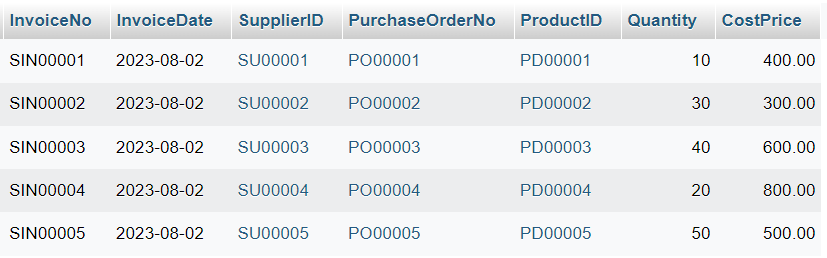 InvoiceNo InvoiceDate SupplierID PurchaseOrderNo ProductID Quantity CostPrice
SIN00001 2023-08-02 SU00001 PO00001 PD00001 10 400.00
SIN00002 2023-08-02 SU00002 PO00002 PD00002 30 300.00
SIN00003 2023-08-02 SU00003 PO00003 PD00003 40 600.00
SIN00004 2023-08-02 SU00004 PO00004 PD00004 20 800.00
SIN00005 2023-08-02 SU00005 PO00005 PD00005 50 500.00